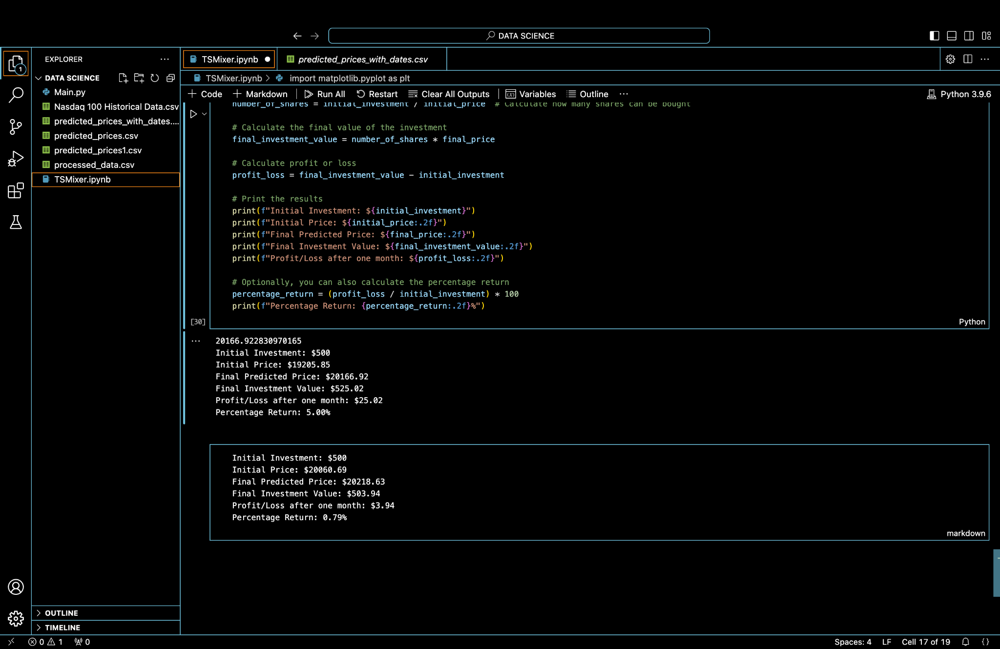 DATA SCIENCE
EXPLORER
1
DATA SCIENCE
Main.py
Nasdaq 100 Historical Data.csv
predicted_prices_with_dates....
predicted_prices.csv
predicted_prices1.csv
processed_data.csv
TSMixer.ipynb
OUTLINE
TIMELINE
TSMixer.ipynb
predicted_prices_with_dates.csv
TSMixer.ipynb > import matplotlib.pyplot as plt
+ Code + Markdown Run All Restart Clear All Outputs Variables Outline ... Python 3.9.6
number_of_shares = initial_investment / initial_price # Calculate how many shares can be bought
# Calculate the final value of the investment
final_investment_value = number_of_shares * final_price
# Calculate profit or loss
profit_loss = final_investment_value - initial_investment
# Print the results
print(f"Initial Investment: ${initial_investment}")
print(f"Initial Price: ${initial_price:.2f}")
print(f"Final Predicted Price: ${final_price:.2f}")
print(f"Final Investment Value: ${final_investment_value:.2f}")
print(f"Profit/Loss after one month: ${profit_loss:.2f}")
# Optionally, you can also calculate the percentage return
percentage_return = (profit_loss / initial_investment) * 100
print(f"Percentage Return: {percentage_return:.2f}%")
[30]
Python
20166.922830970165
Initial Investment: $500
Initial Price: $19205.85
Final Predicted Price: $20166.92
Final Investment Value: $525.02
Profit/Loss after one month: $25.02
Percentage Return: 5.00%
Initial Investment: $500
Initial Price: $20060.69
Final Predicted Price: $20218.63
Final Investment Value: $503.94
Profit/Loss after one month: $3.94
Percentage Return: 0.79%
markdown
0 1 0
Spaces: 4 LF Cell 17 of 19 {}